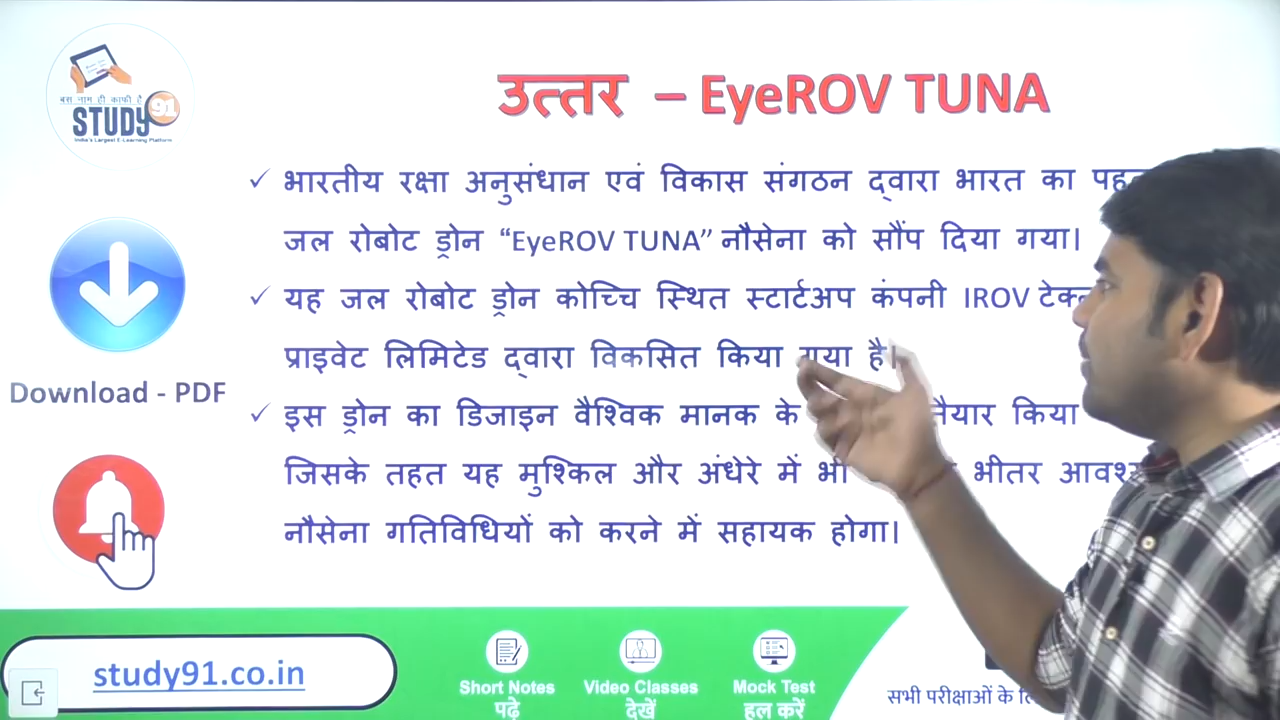 बस नाम ही काफी है
STUDY 91
India's Largest E-Learning Platform
उत्तर – EyeROV TUNA
✓ भारतीय रक्षा अनुसंधान एवं विकास संगठन द्वारा भारत का
जल रोबोट ड्रोन “EyeROV TUNA” नौसेना को सौंप दिया गया।
✓ यह जल रोबोट ड्रोन कोच्चि स्थित स्टार्टअप कंपनी IROV
प्राइवेट लिमिटेड द्वारा विकसित किया गया है।
✓ इस ड्रोन का डिजाइन वैश्विक मानक के तैयार किया
जिसके तहत यह मुश्किल और अंधेरे में भी भीतर
नौसेना गतिविधियों को करने में सहायक होगा।
Download - PDF
study91.co.in
Short Notes
पढ़े
Video Classes
देखें
Mock Test
हल करें
सभी परीक्षाओं के